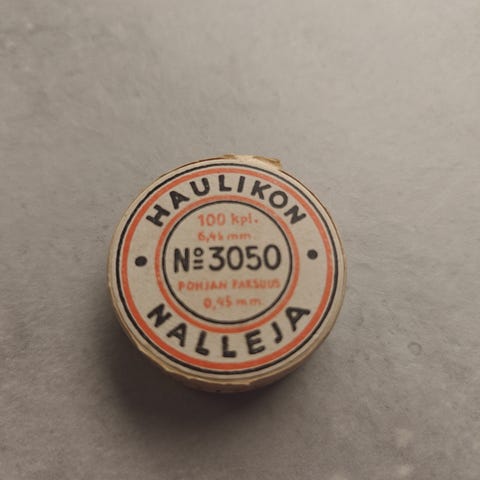 HAULIKON
100 kpl.
6,45 mm.
Nº 3050
POHJAN PAKSUUS
0,45 mm.
NALLEJA